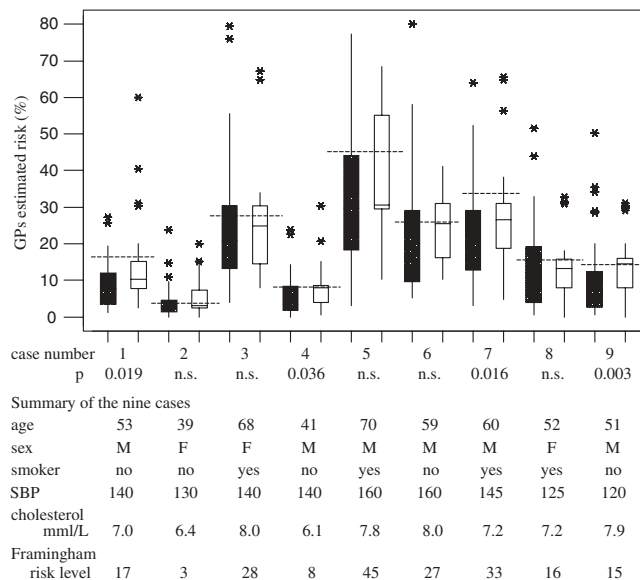 GPs estimated risk (%)
80
70
60
50
40
30
20
10
0
case number 1 2 3 4 5 6 7 8 9
p 0.019 n.s. n.s. 0.036 n.s. n.s. 0.016 n.s. 0.003
Summary of the nine cases
age 53 39 68 41 70 59 60 52 51
sex M F F M M M M F M
smoker no no yes no yes no yes yes no
SBP 140 130 140 140 160 160 145 125 120
cholesterol
mml/L 7.0 6.4 8.0 6.1 7.8 8.0 7.2 7.2 7.9
Framingham
risk level 17 3 28 8 45 27 33 16 15